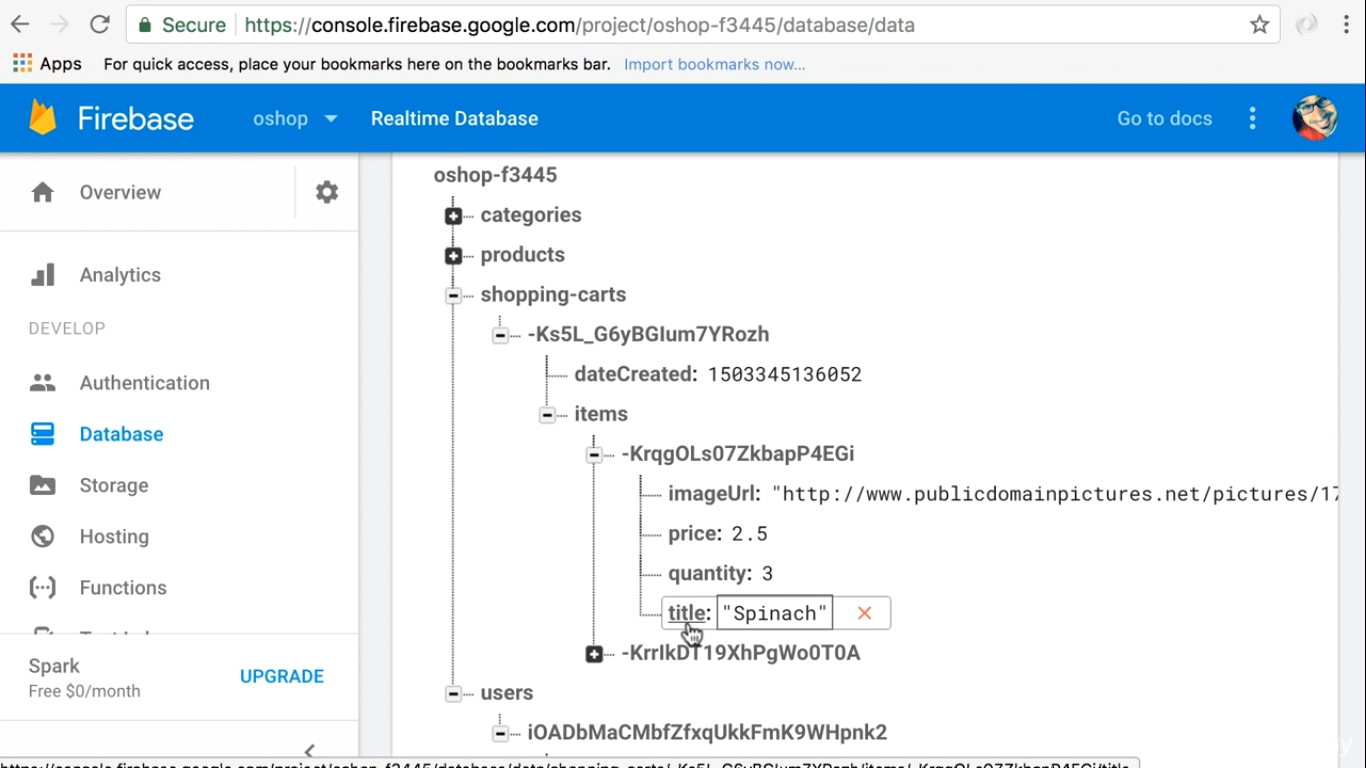 Secure https://console.firebase.google.com/project/oshop-f3445/database/data
Apps For quick access, place your bookmarks here on the bookmarks bar. Import bookmarks now...
Firebase oshop Realtime Database Go to docs
Overview
Analytics
DEVELOP
Authentication
Database
Storage
Hosting
Functions
Spark
Free $0/month
UPGRADE
oshop-f3445
categories
products
shopping-carts
-Ks5L_G6yBGIum7YRozh
dateCreated: 1503345136052
items
-KrqgOLs07ZkbapP4EGi
imageUrl: "http://www.publicdomainpictures.net/pictures/17
price: 2.5
quantity: 3
title: "Spinach"
-KrrIkDT19XhPgWo0T0A
users
iOADbMaCMbfZfxqUkkFmK9WHpnk2